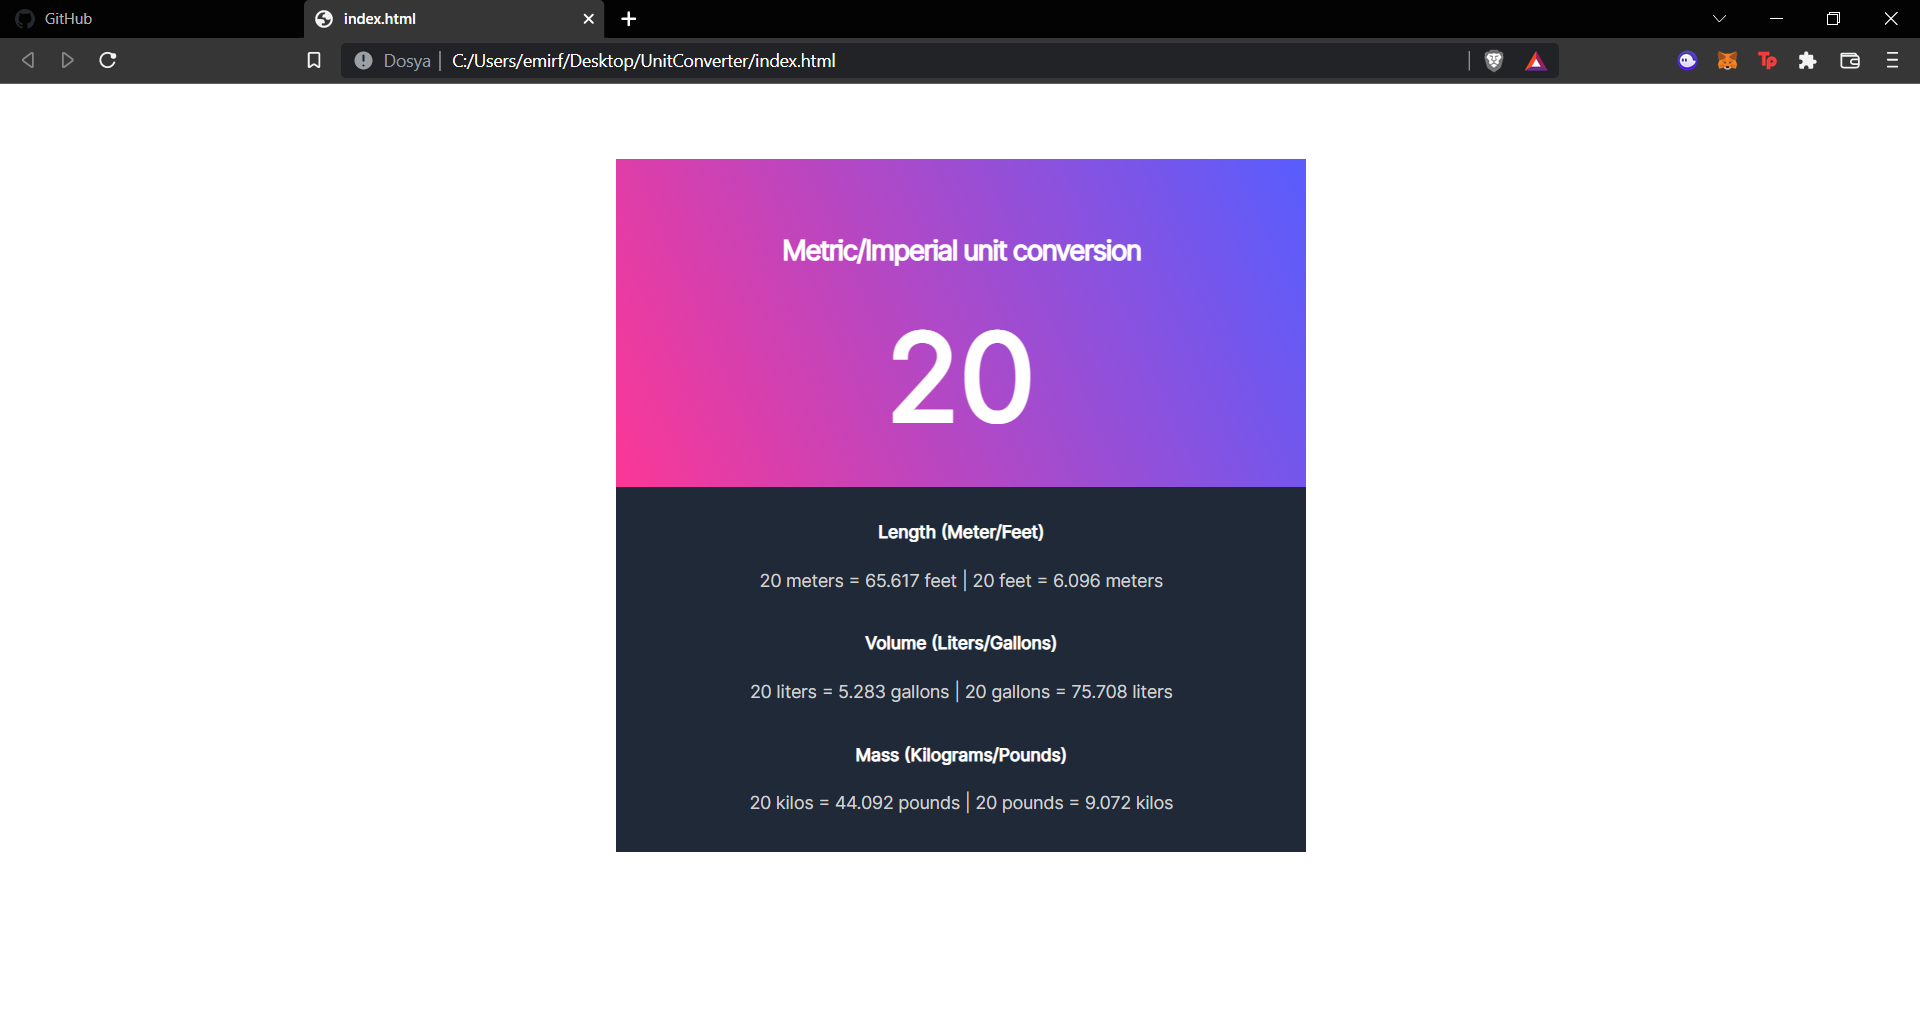 GitHub
index.html
Dosya
C:/Users/emirf/Desktop/UnitConverter/index.html
Tp
Metric/Imperial unit conversion
20
Length (Meter/Feet)
20 meters = 65.617 feet | 20 feet = 6.096 meters
Volume (Liters/Gallons)
20 liters = 5.283 gallons | 20 gallons = 75.708 liters
Mass (Kilograms/Pounds)
20 kilos = 44.092 pounds | 20 pounds = 9.072 kilos